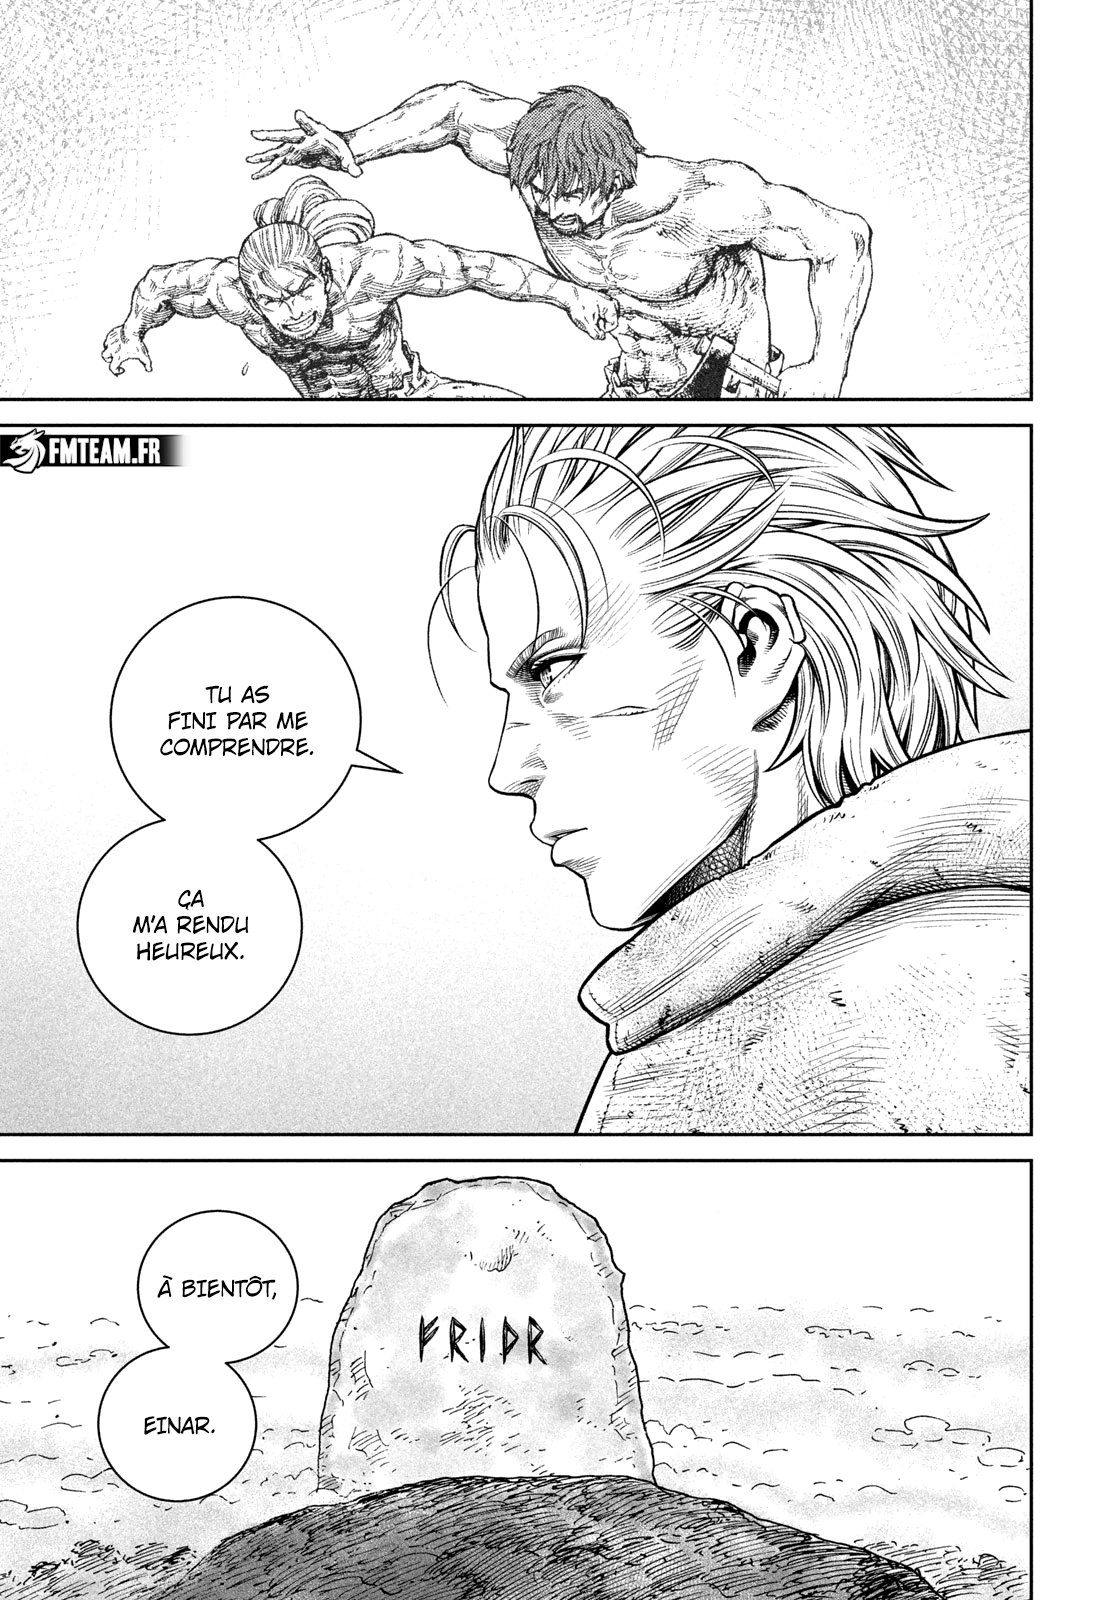 FMTEAM.FR
TU AS
FINI PAR ME
COMPRENDRE.
ÇA
M'A RENDU
HEUREUX.
À BIENTÔT,
EINAR.
ᚠᚱᛁᚦᚱ